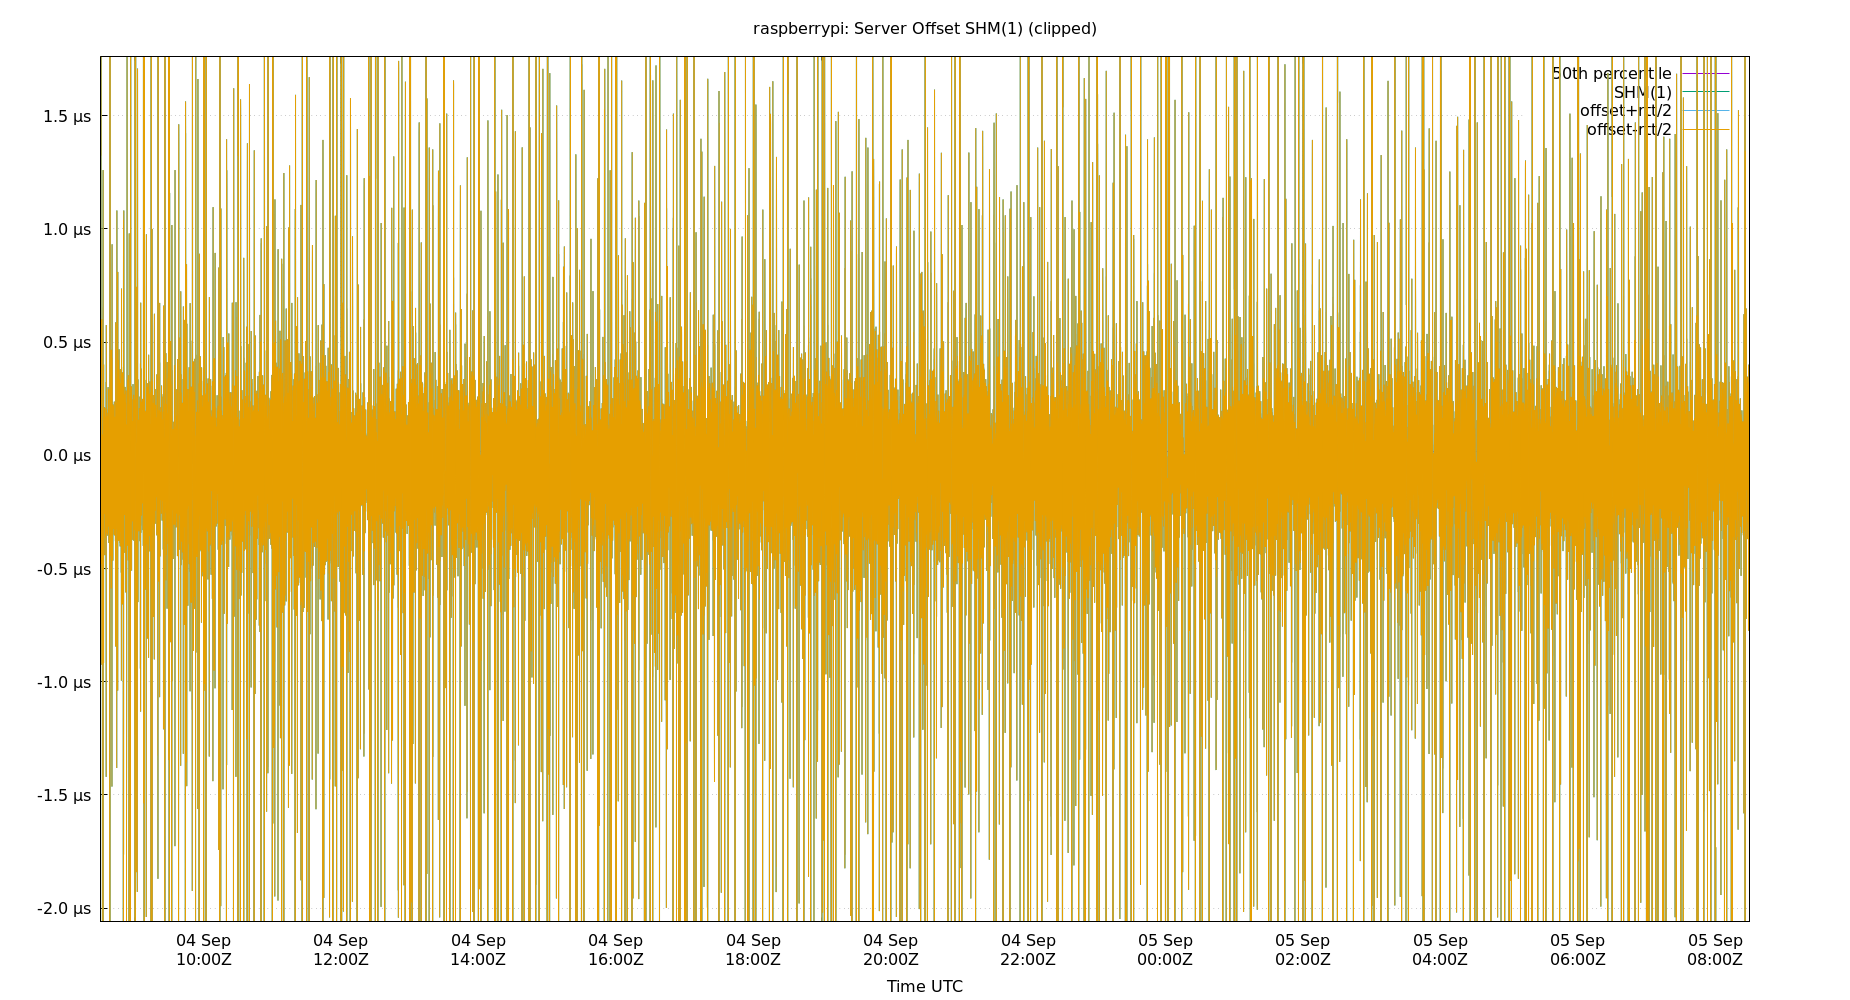 raspberrypi: Server Offset SHM(1) (clipped)
50th percentile
SHM(1)
offset+rtt/2
offset-rtt/2
1.5 µs
1.0 µs
0.5 µs
0.0 µs
-0.5 µs
-1.0 µs
-1.5 µs
-2.0 µs
04 Sep 04 Sep 04 Sep 04 Sep 04 Sep 04 Sep 04 Sep 05 Sep 05 Sep 05 Sep 05 Sep 05 Sep
10:00Z 12:00Z 14:00Z 16:00Z 18:00Z 20:00Z 22:00Z 00:00Z 02:00Z 04:00Z 06:00Z 08:00Z
Time UTC